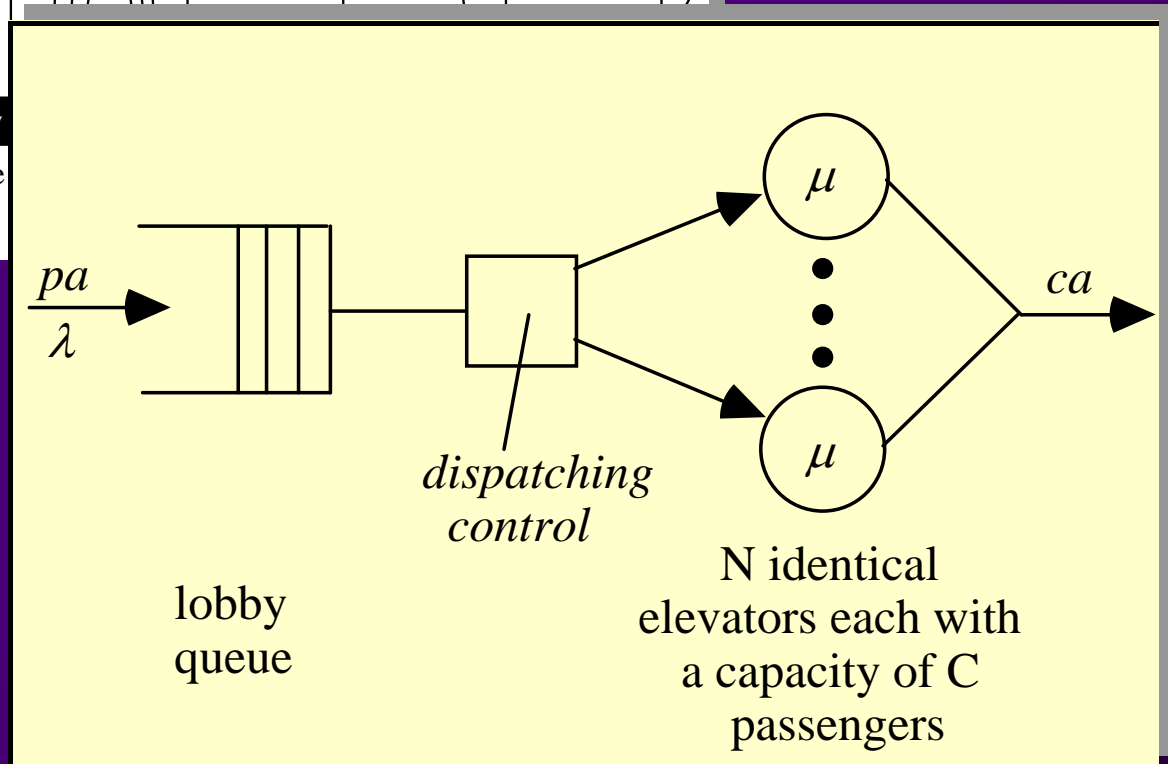 pa
λ
dispatching
control
lobby
queue
μ
μ
ca
N identical
elevators each with
a capacity of C
passengers